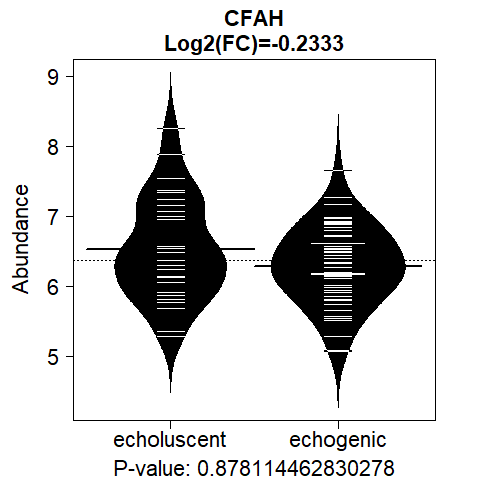 CFAH
Log2(FC)=-0.2333
Abundance
9
8
7
6
5
echoluscent
echogenic
P-value: 0.878114462830278